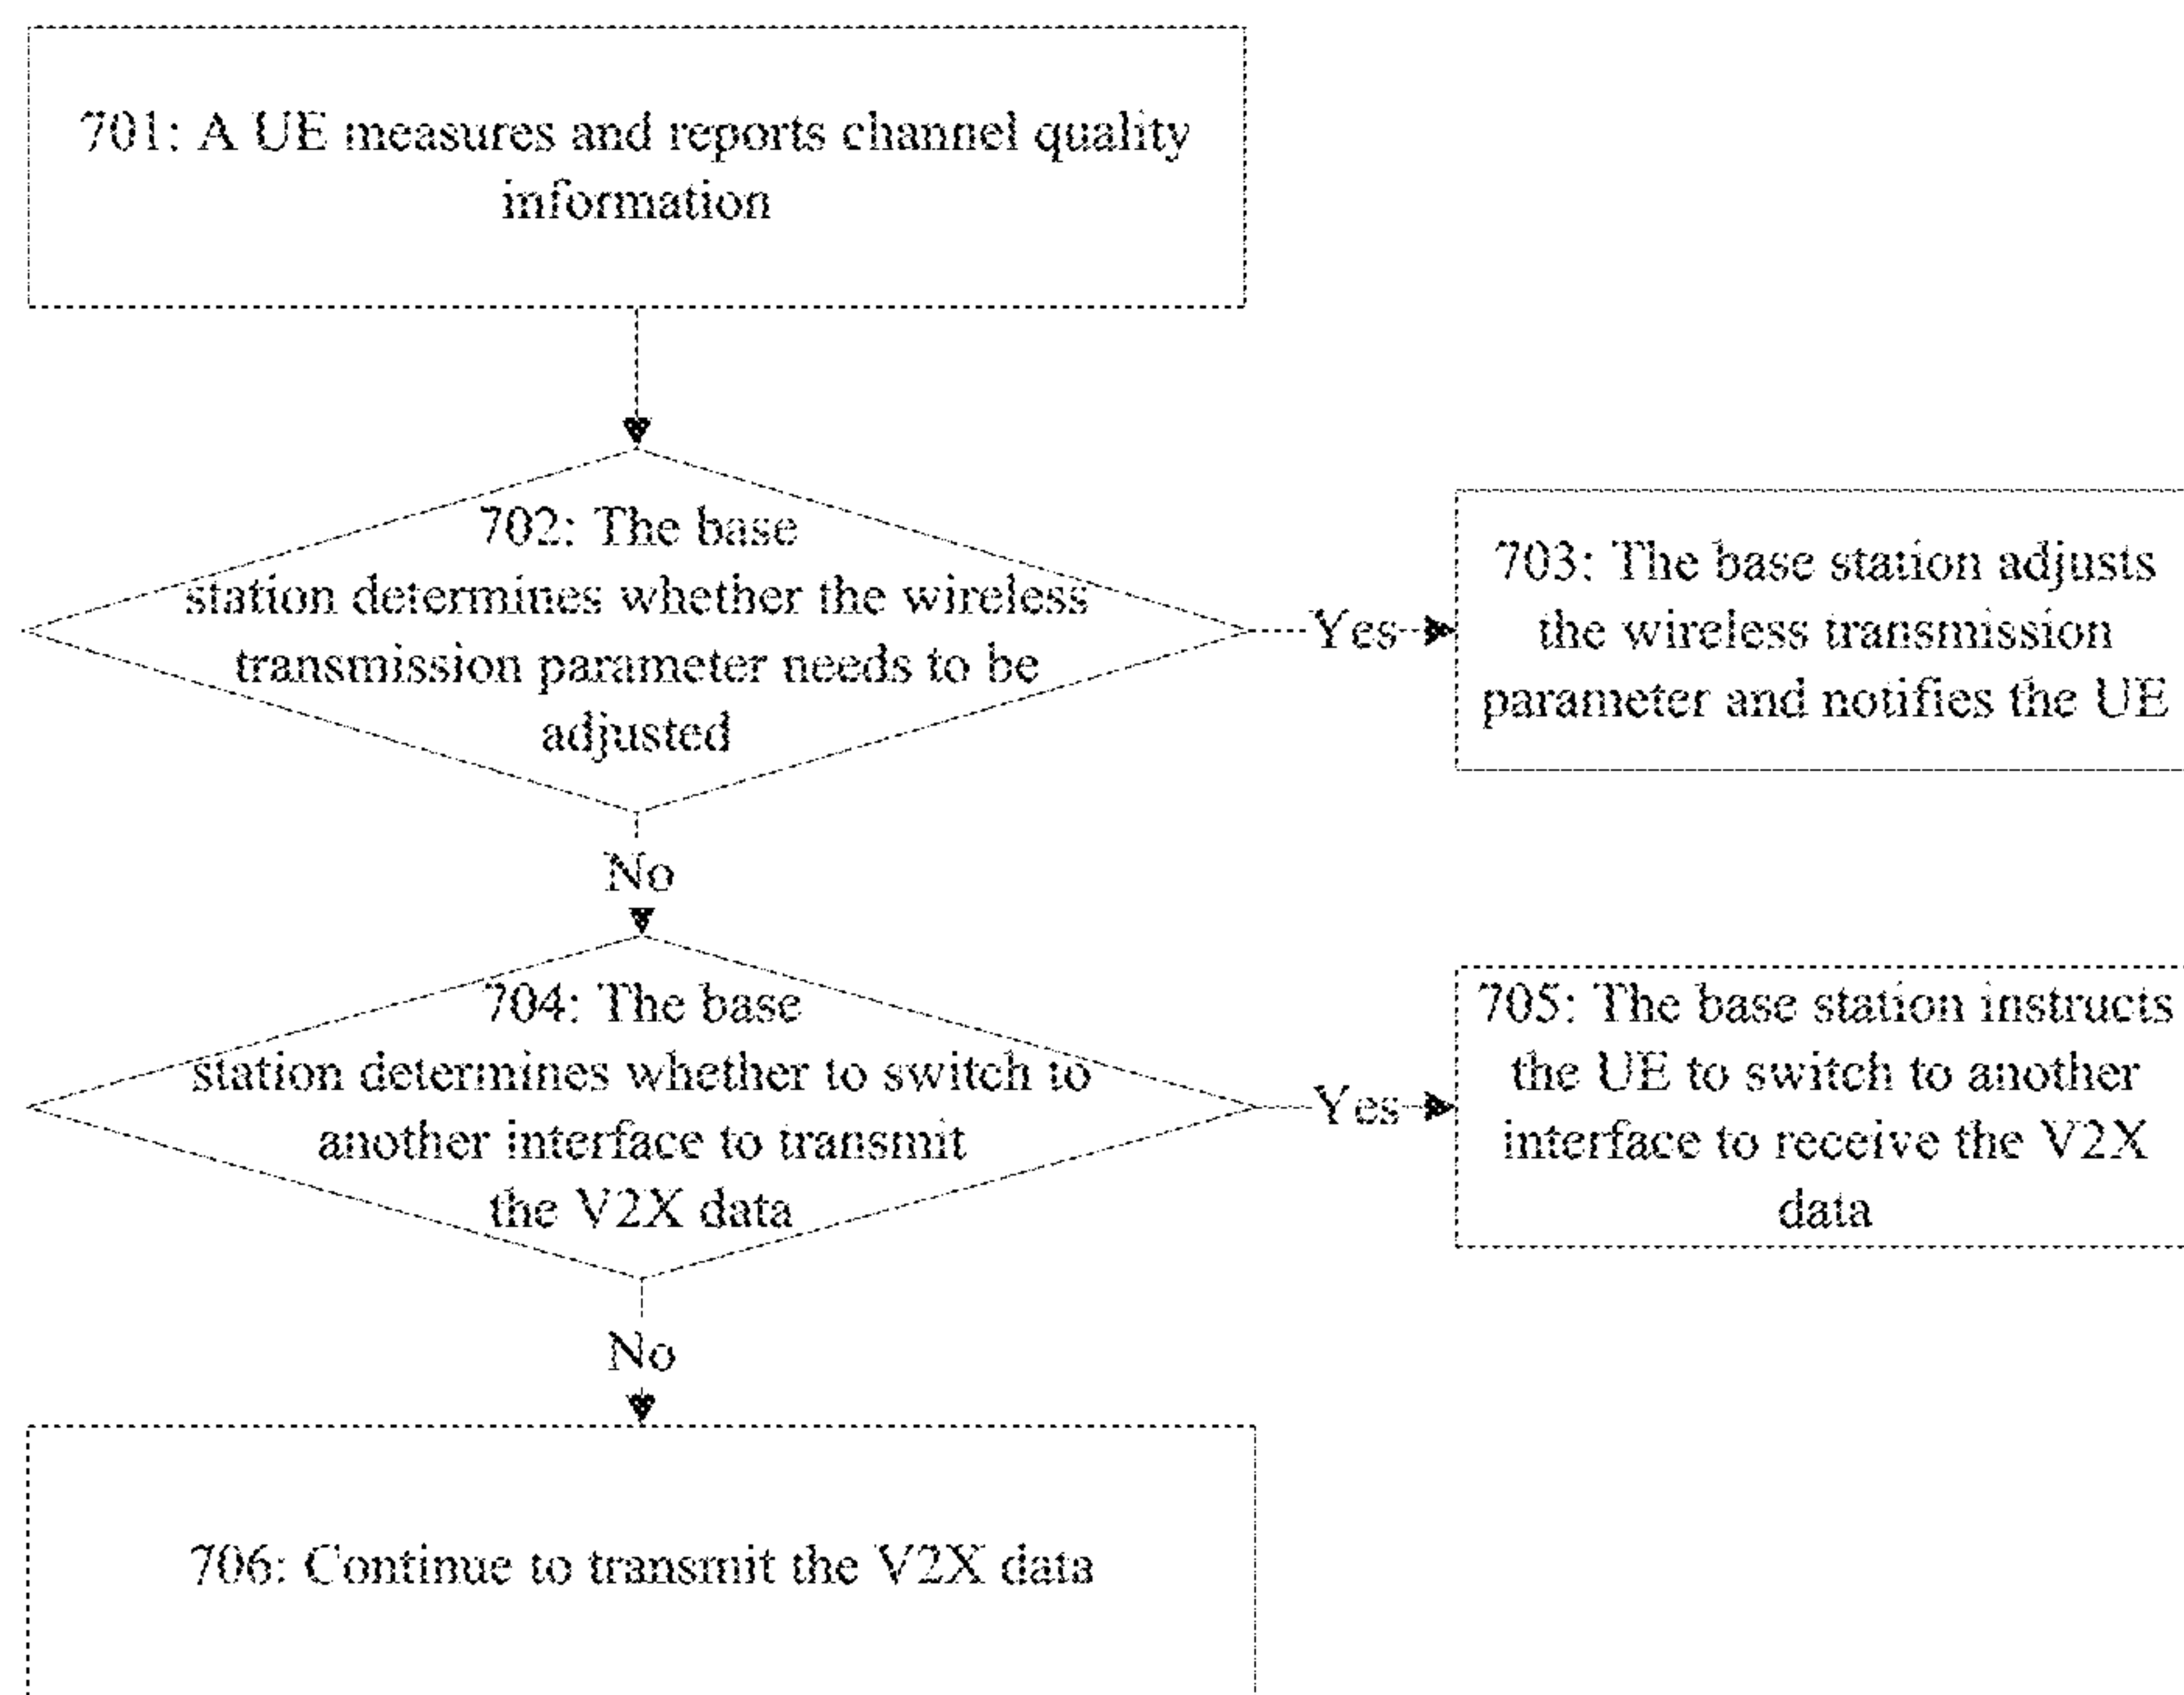 701: A UE measures and reports channel quality
information
702: The base
station determines whether the wireless
transmission parameter needs to be
adjusted
Yes
703: The base station adjusts
the wireless transmission
parameter and notifies the UE
No
704: The base
station determines whether to switch to
another interface to transmit
the V2X data
Yes
705: The base station instructs
the UE to switch to another
interface to receive the V2X
data
No
706: Continue to transmit the V2X data